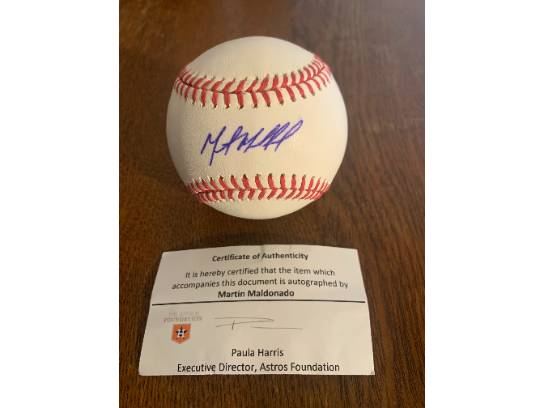 Certificate of Authenticity
It is hereby certified that the item which
accompanies this document is autographed by
Martin Maldonado
FOUNDATION
Paula Harris
Executive Director, Astros Foundation